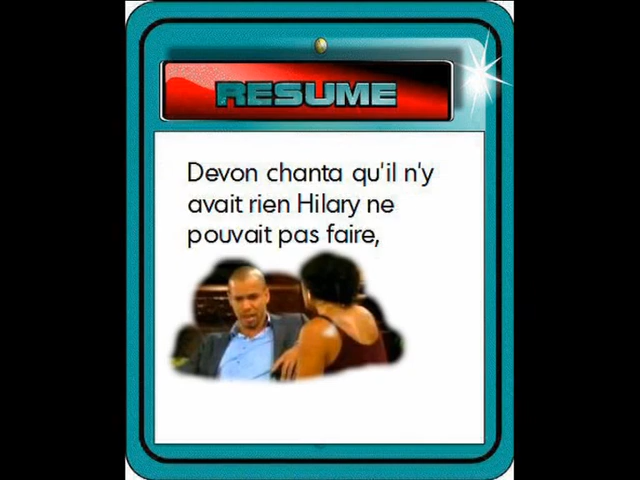 RESUME
Devon chanta qu'il n'y
avait rien Hilary ne
pouvait pas faire,